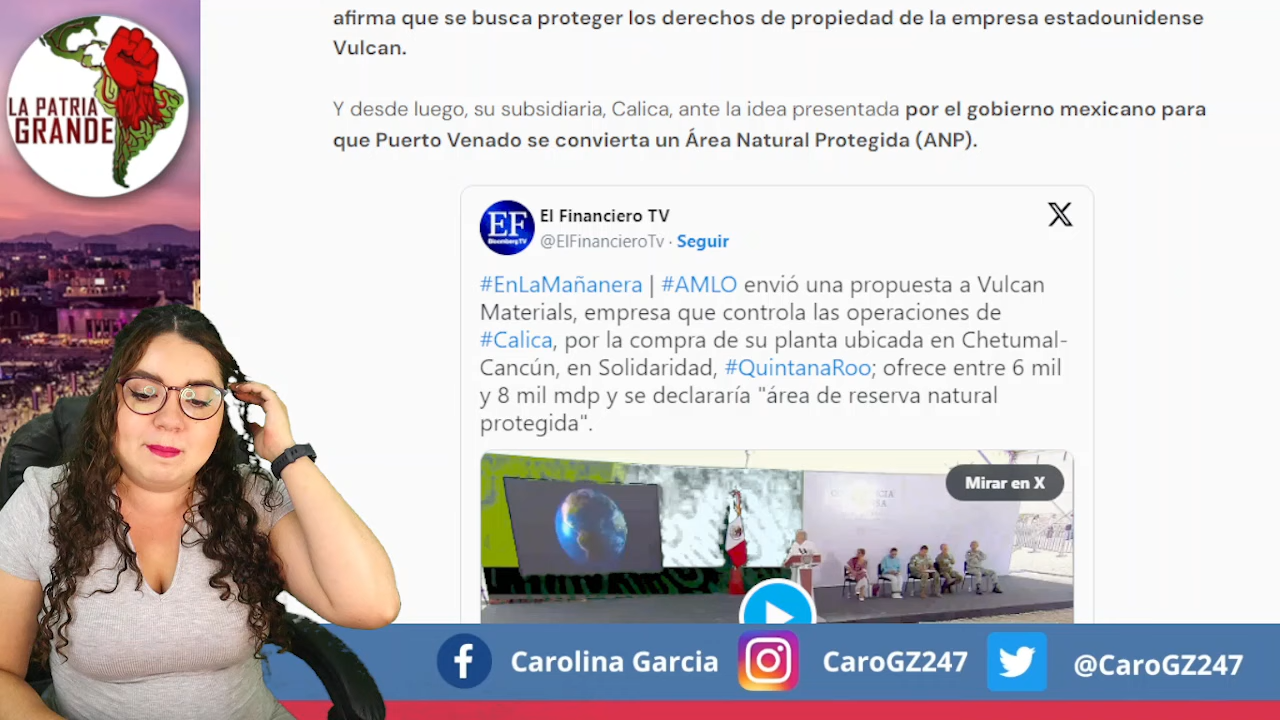 afirma que se busca proteger los derechos de propiedad de la empresa estadounidense
Vulcan.
Y desde luego, su subsidiaria, Calica, ante la idea presentada por el gobierno mexicano para
que Puerto Venado se convierta un Área Natural Protegida (ANP).
LA PATRIA
GRANDE
EF
Bloomberg TV
El Financiero TV
@ElFinancieroTv · Seguir
X
#EnLaMañanera | #AMLO envió una propuesta a Vulcan
Materials, empresa que controla las operaciones de
#Calica, por la compra de su planta ubicada en Chetumal-
Cancún, en Solidaridad, #QuintanaRoo; ofrece entre 6 mil
y 8 mil mdp y se declararía "área de reserva natural
protegida".
Mirar en X
Carolina Garcia
CaroGZ247
@CaroGZ247